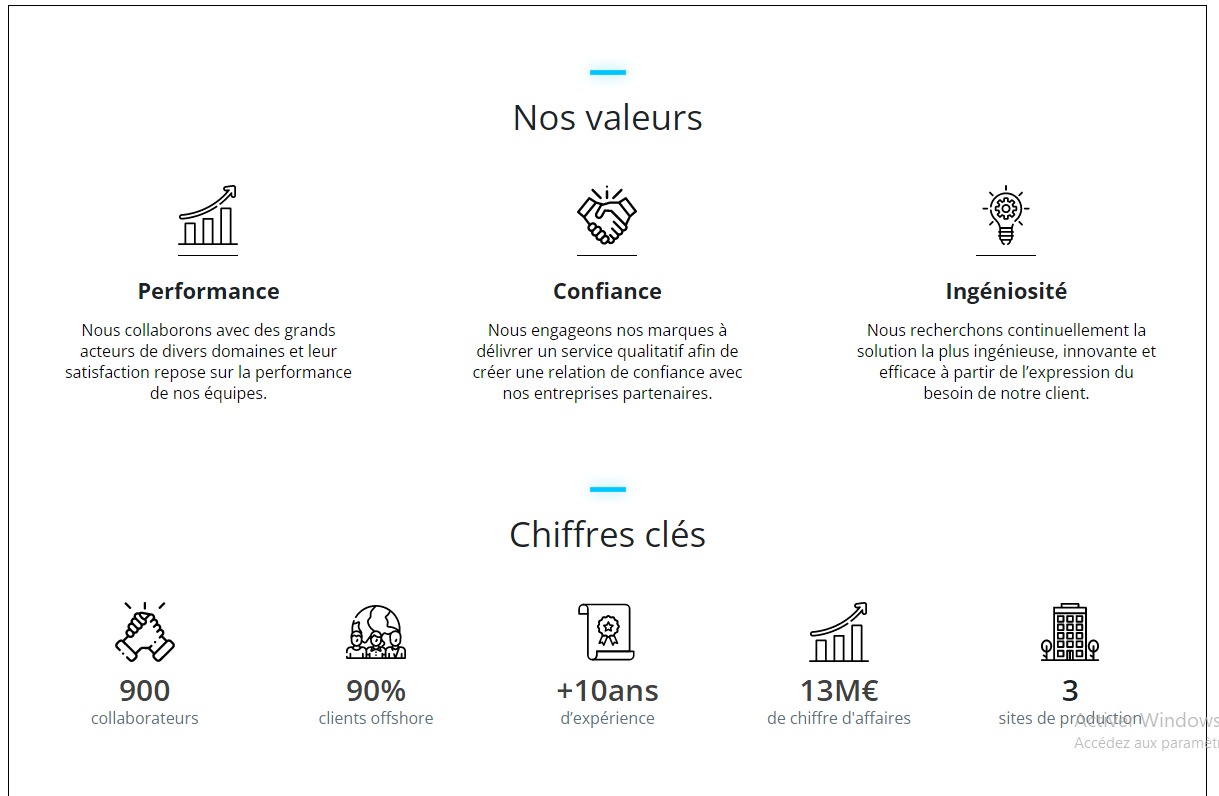 Nos valeurs
Performance
Nous collaborons avec des grands
acteurs de divers domaines et leur
satisfaction repose sur la performance
de nos équipes.
Confiance
Nous engageons nos marques à
délivrer un service qualitatif afin de
créer une relation de confiance avec
nos entreprises partenaires.
Ingéniosité
Nous recherchons continuellement la
solution la plus ingénieuse, innovante et
efficace à partir de l’expression du
besoin de notre client.
Chiffres clés
900
collaborateurs
90%
clients offshore
+10ans
d’expérience
13M€
de chiffre d'affaires
3
sites de production
Activer Windows
Accédez aux